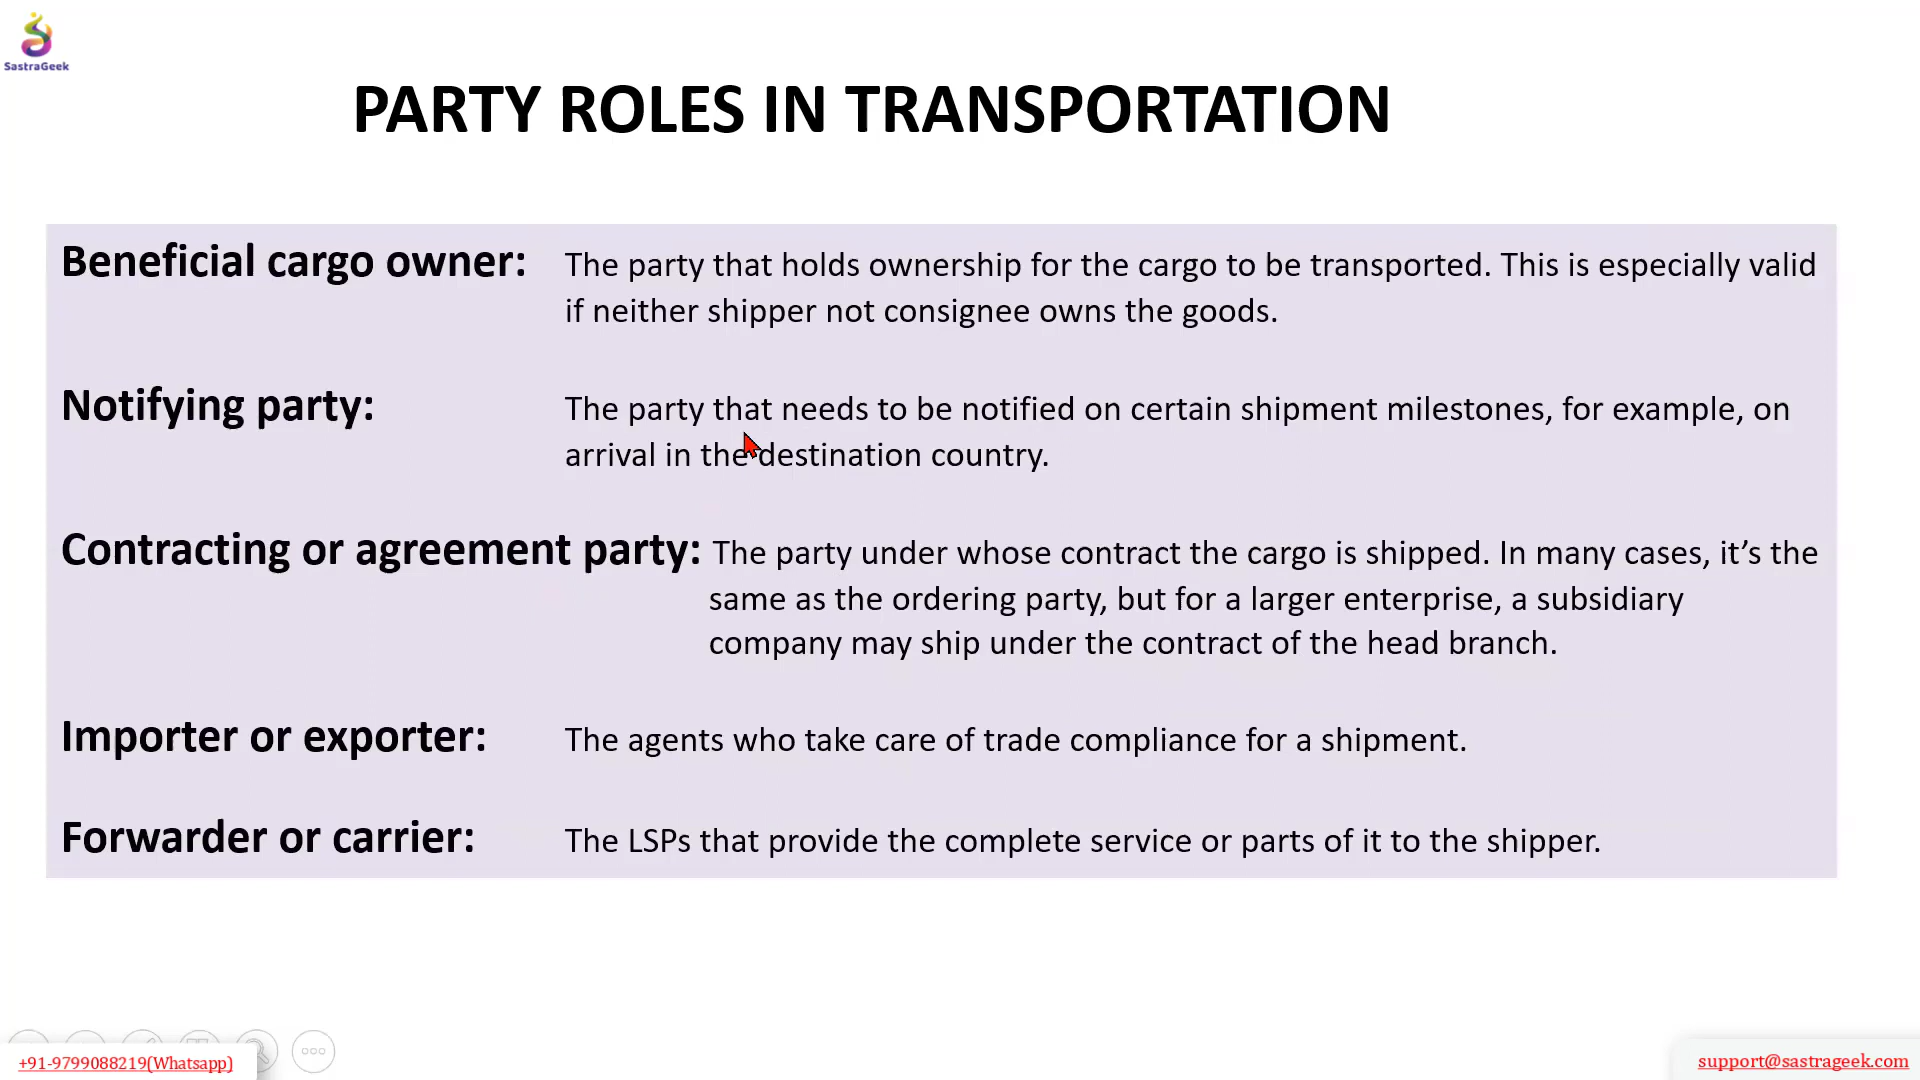 SastraGeek
PARTY ROLES IN TRANSPORTATION
Beneficial cargo owner: The party that holds ownership for the cargo to be transported. This is especially valid
if neither shipper not consignee owns the goods.
Notifying party: The party that needs to be notified on certain shipment milestones, for example, on
arrival in the destination country.
Contracting or agreement party: The party under whose contract the cargo is shipped. In many cases, it’s the
same as the ordering party, but for a larger enterprise, a subsidiary
company may ship under the contract of the head branch.
Importer or exporter: The agents who take care of trade compliance for a shipment.
Forwarder or carrier: The LSPs that provide the complete service or parts of it to the shipper.
+91-9799088219(Whatsapp)
support@sastrageek.com